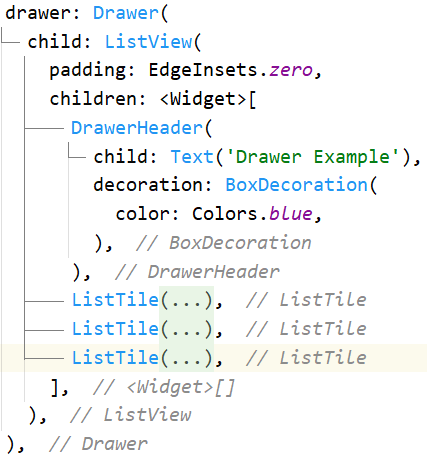 drawer: Drawer(
child: ListView(
padding: EdgeInsets.zero,
children: <Widget>[
DrawerHeader(
child: Text('Drawer Example'),
decoration: BoxDecoration(
color: Colors.blue,
), // BoxDecoration
), // DrawerHeader
ListTile(...), // ListTile
ListTile(...), // ListTile
ListTile(...), // ListTile
], // <Widget>[]
), // ListView
), // Drawer